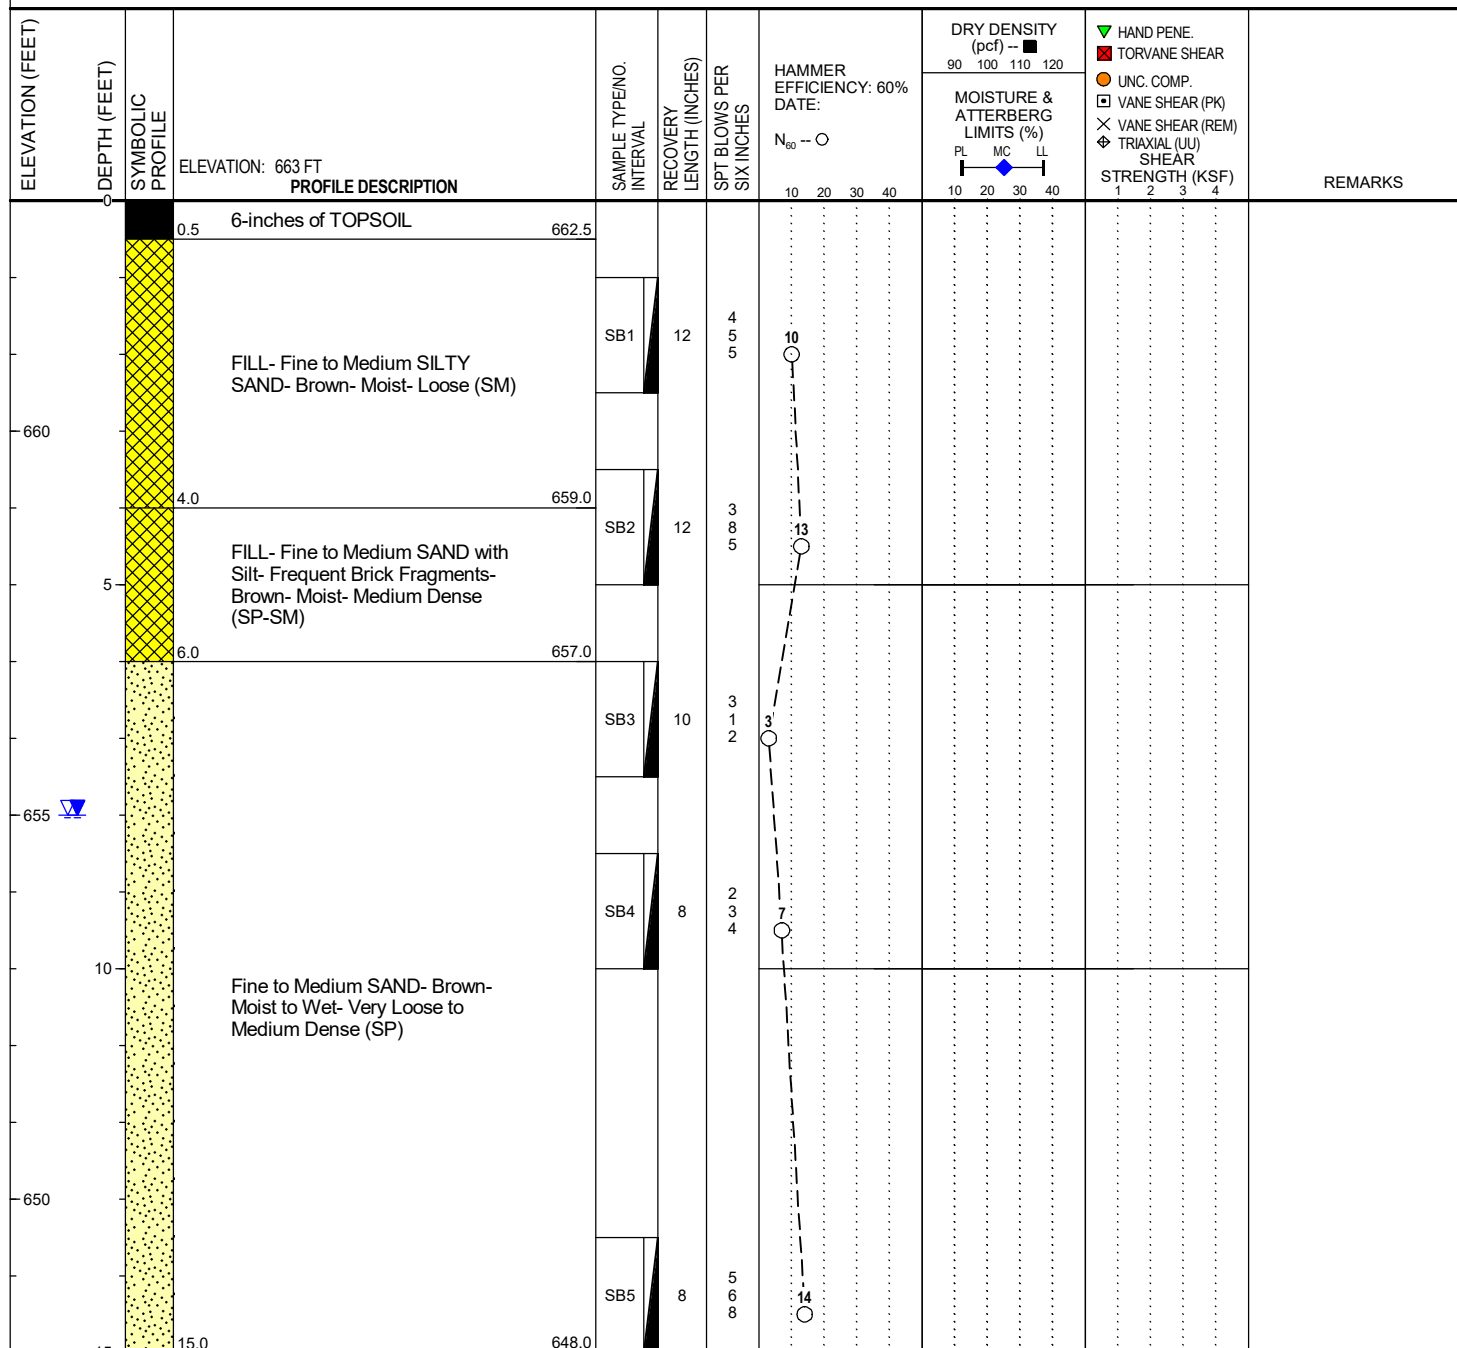 ELEVATION (FEET)
DEPTH (FEET)
SYMBOLIC
PROFILE
ELEVATION: 663 FT
PROFILE DESCRIPTION
SAMPLE TYPE/NO.
INTERVAL
RECOVERY
LENGTH (INCHES)
SPT BLOWS PER
SIX INCHES
HAMMER
EFFICIENCY: 60%
DATE:
N60 --
10 20 30 40
DRY DENSITY
(pcf) --
90 100 110 120
MOISTURE &
ATTERBERG
LIMITS (%)
PL MC LL
10 20 30 40
HAND PENE.
TORVANE SHEAR
UNC. COMP.
VANE SHEAR (PK)
VANE SHEAR (REM)
TRIAXIAL (UU)
SHEAR
STRENGTH (KSF)
1 2 3 4
REMARKS
0
6-inches of TOPSOIL
0.5 662.5
SB1 12
4
5
5
10
FILL- Fine to Medium SILTY
SAND- Brown- Moist- Loose (SM)
660
4.0 659.0
SB2 12
3
8
5
13
FILL- Fine to Medium SAND with
Silt- Frequent Brick Fragments-
Brown- Moist- Medium Dense
(SP-SM)
5
6.0 657.0
SB3 10
3
1
2
3
655
SB4 8
2
3
4
7
10
Fine to Medium SAND- Brown-
Moist to Wet- Very Loose to
Medium Dense (SP)
650
SB5 8
5
6
8
14
15.0 648.0